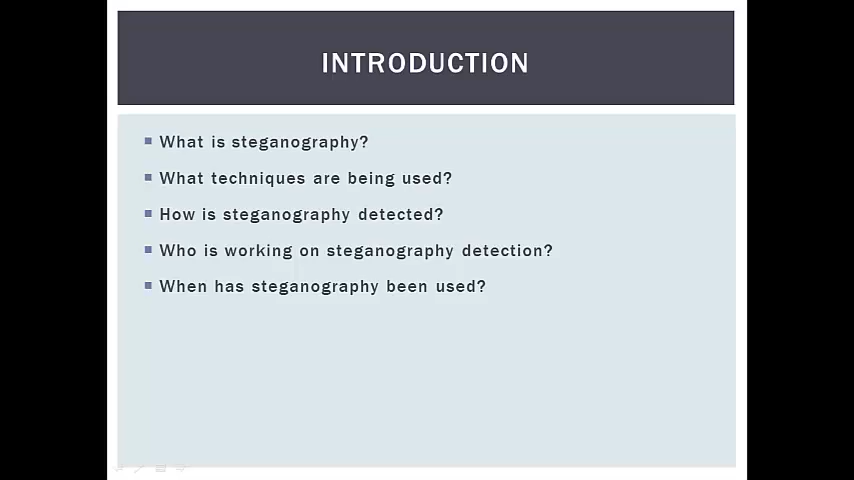 INTRODUCTION
What is steganography?
What techniques are being used?
How is steganography detected?
Who is working on steganography detection?
When has steganography been used?